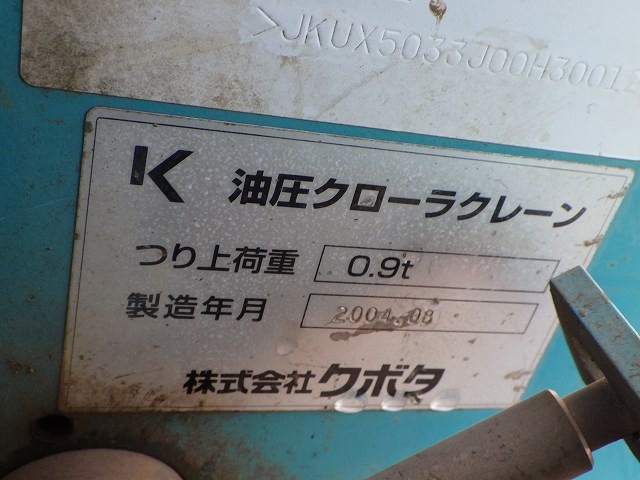 >JKUX5033J00H3001
油圧クローラクレーン
つり上荷重 0.9t
製造年月 2004.08
株式会社クボタ